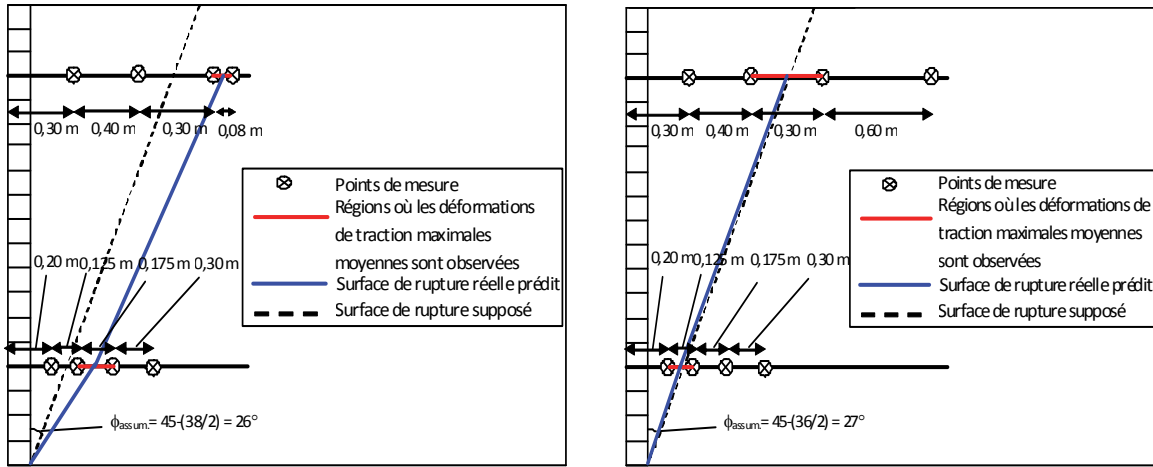 0,30 m 0,40 m 0,30 m 0,08 m
Points de mesure
Régions où les déformations
de traction maximales
moyennes sont observées
Surface de rupture réelle prédit
Surface de rupture supposé
0,20 m 0,125 m 0,175 m 0,30 m
ϕassum.= 45-(38/2) = 26°
0,30 m 0,40 m 0,30 m 0,60 m
Points de mesure
Régions où les déformations de
traction maximales moyennes
sont observées
Surface de rupture réelle prédit
Surface de rupture supposé
0,20 m 0,125 m 0,175 m 0,30 m
ϕassum.= 45-(36/2) = 27°